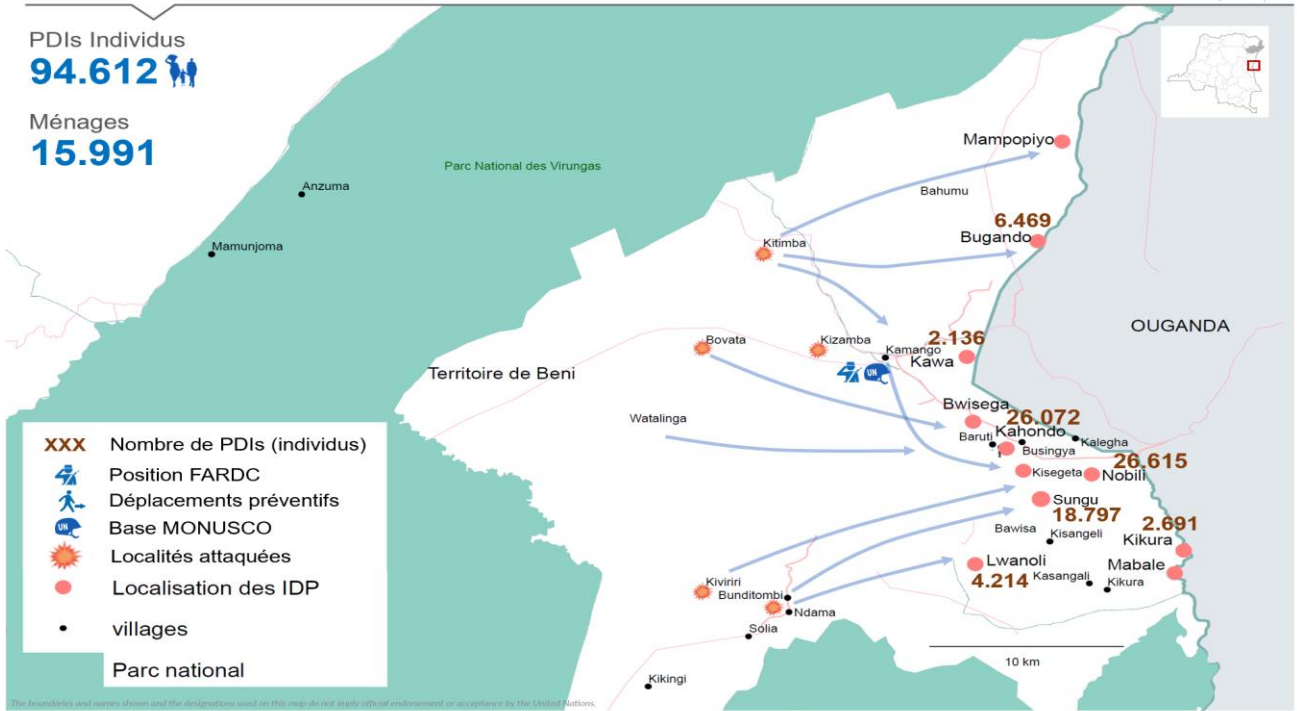 PDIs Individus
94.612
Ménages
15.991
Anzuma
Mamunjoma
Parc National des Virungas
Mampopiyo
Bahumu
6.469
Bugando
Kitimba
OUGANDA
2.136
Bovata
Kizamba
Kamango
Kawa
UN
Territoire de Beni
Watalinga
Bwisega
26.072
Kahondo
Baruti
Busingya
Kalegha
26.615
Kisegeta
Nobili
Sungu
18.797
2.691
Bawisa
Kisangeli
Kikura
Lwanoli
Mabale
4.214
Kasangali
Kikura
Kiviriri
Bunditombi
Ndama
Solia
Kikingi
10 km
XXX Nombre de PDIs (individus)
Position FARDC
Déplacements préventifs
UN Base MONUSCO
Localités attaquées
Localisation des IDP
villages
Parc national
The boundaries and names shown and the designations used on this map do not imply official endorsement or acceptance by the United Nations.